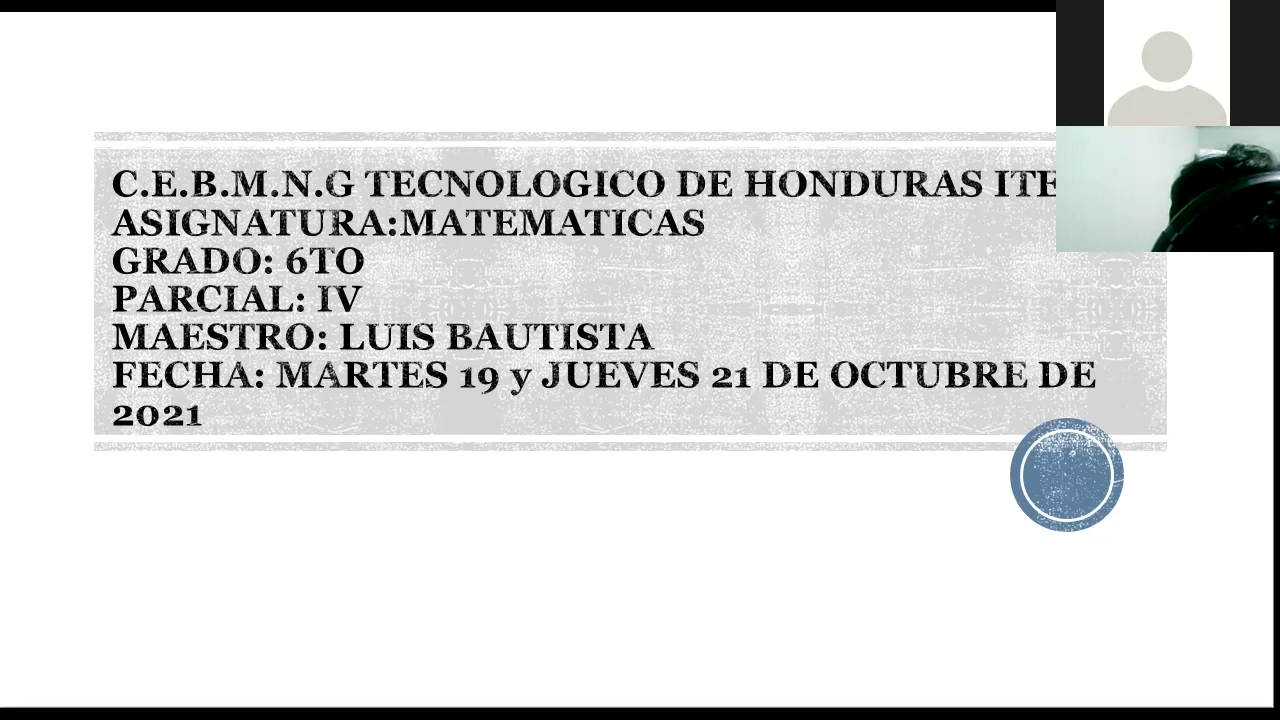 C.E.B.M.N.G TECNOLOGICO DE HONDURAS
ASIGNATURA:MATEMATICAS
GRADO: 6TO
PARCIAL: IV
MAESTRO: LUIS BAUTISTA
FECHA: MARTES 19 y JUEVES 21 DE OCTUBRE DE
2021